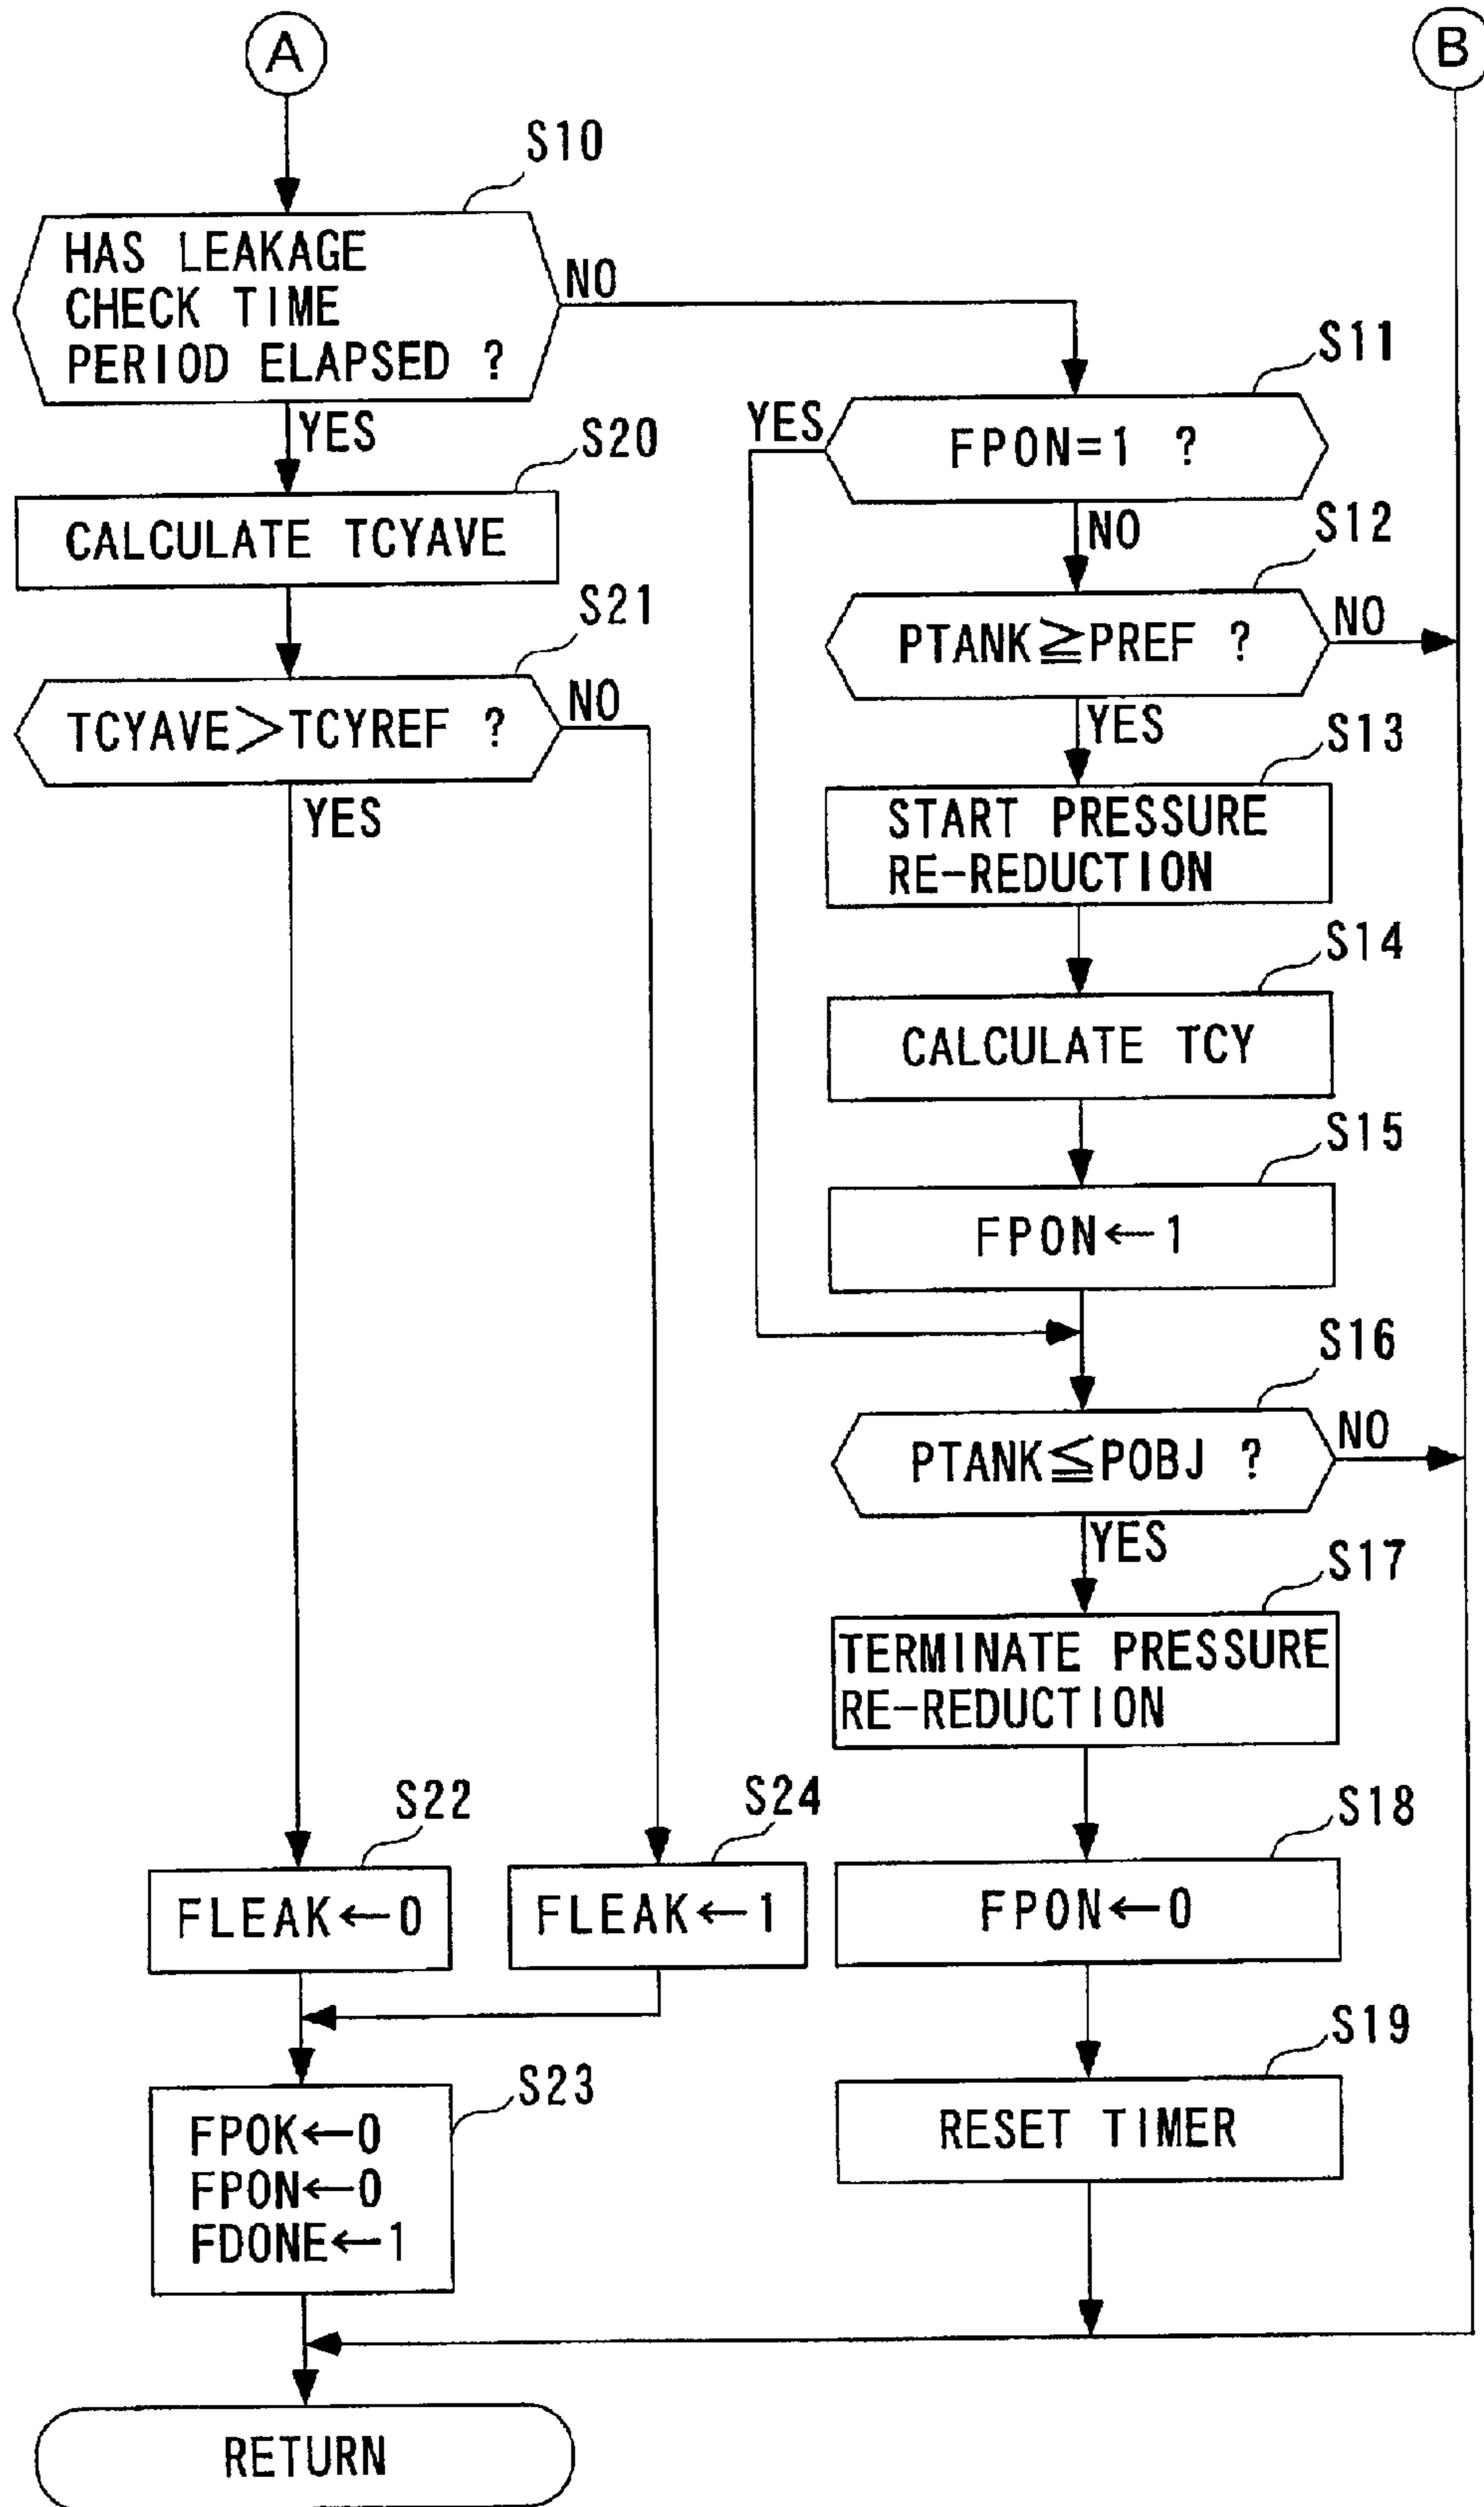 A
B
S10
HAS LEAKAGE
CHECK TIME
PERIOD ELAPSED ?
NO
YES
S11
FPON=1 ?
YES
NO
S20
CALCULATE TCYAVE
S12
PTANK≧PREF ?
NO
YES
S21
TCYAVE>TCYREF ?
NO
YES
S13
START PRESSURE
RE-REDUCTION
S14
CALCULATE TCY
S15
FPON←1
S16
PTANK≦POBJ ?
NO
YES
S17
TERMINATE PRESSURE
RE-REDUCTION
S22
FLEAK←0
S24
FLEAK←1
S18
FPON←0
S19
RESET TIMER
S23
FPOK←0
FPON←0
FDONE←1
RETURN